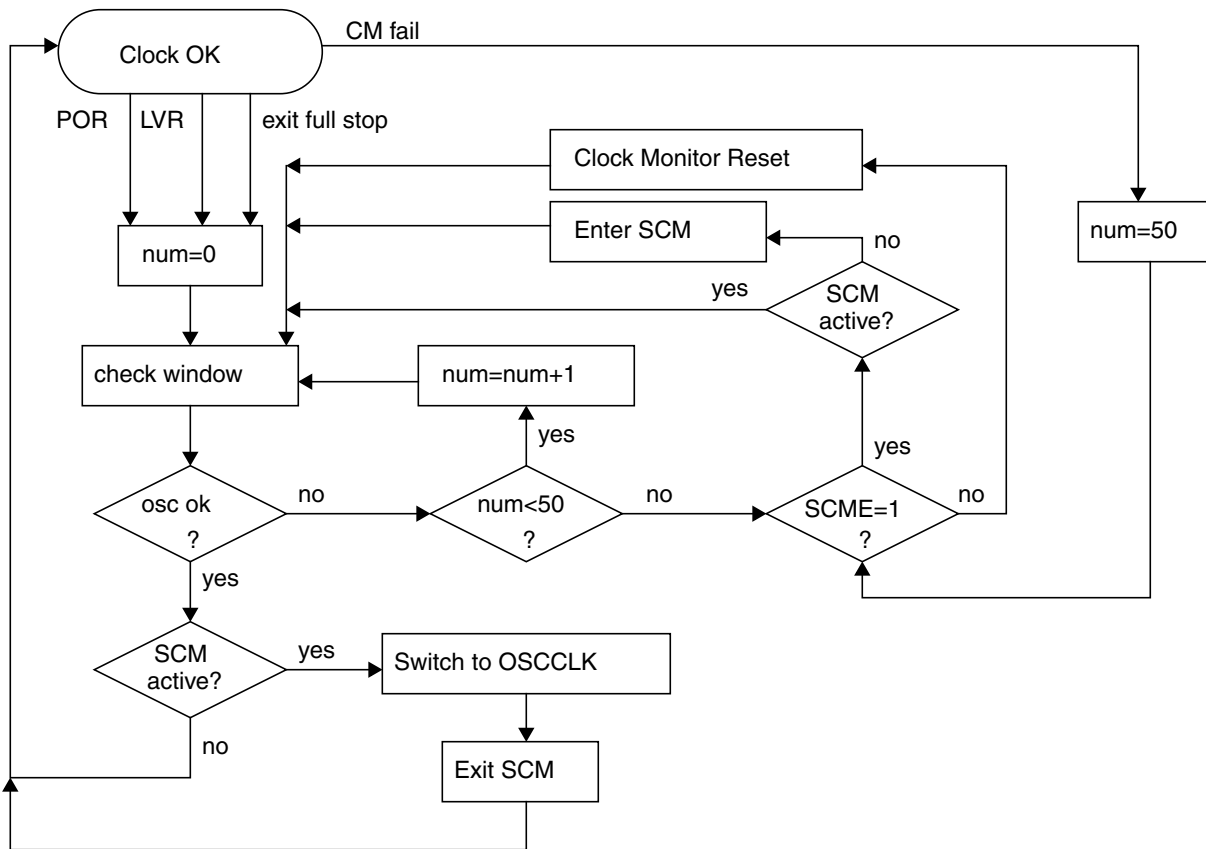 CM fail
Clock OK
POR
LVR
exit full stop
Clock Monitor Reset
Enter SCM
no
num=50
num=0
yes
SCM
active?
check window
num=num+1
yes
yes
osc ok
?
no
num<50
?
no
SCME=1
?
no
yes
SCM
active?
yes
Switch to OSCCLK
no
Exit SCM